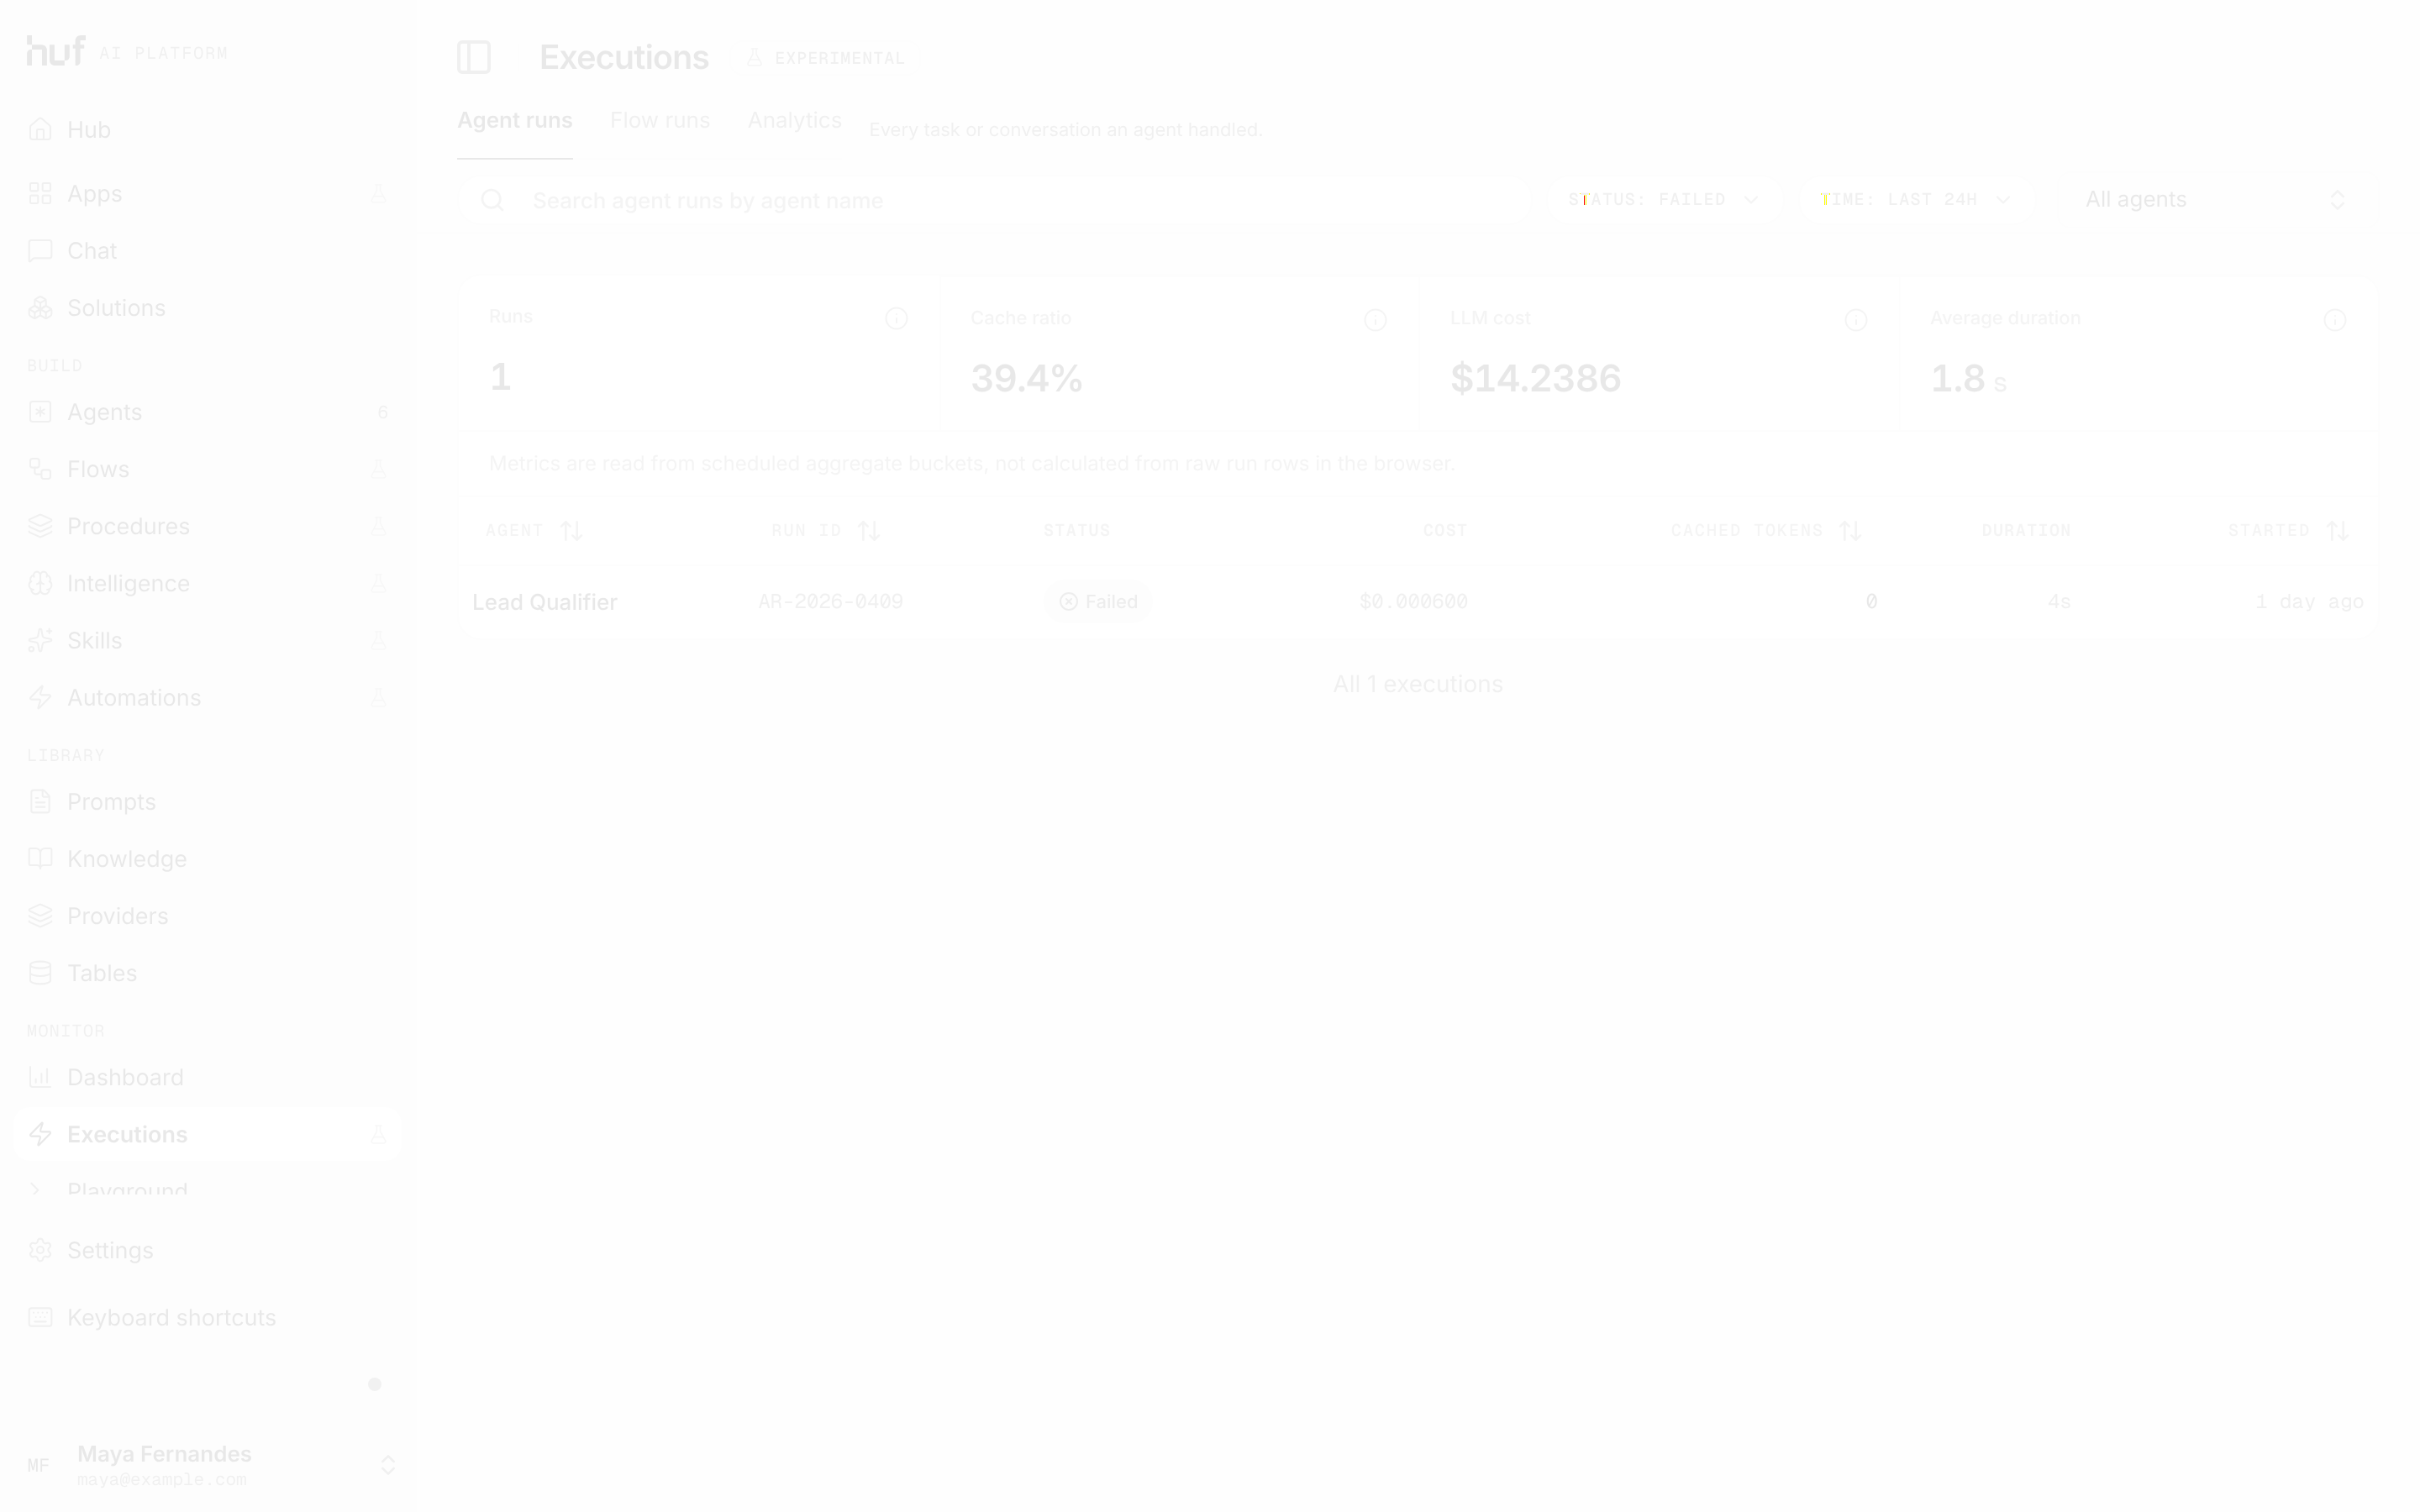 huf AI PLATFORM
Hub
Apps
Chat
Solutions
BUILD
Agents 6
Flows
Procedures
Intelligence
Skills
Automations
LIBRARY
Prompts
Knowledge
Providers
Tables
MONITOR
Dashboard
Executions
Playground
Settings
Keyboard shortcuts
MF Maya Fernandes
maya@example.com
Executions EXPERIMENTAL
Agent runs Flow runs Analytics Every task or conversation an agent handled.
Search agent runs by agent name STATUS: FAILED TIME: LAST 24H All agents
Runs Cache ratio LLM cost Average duration
1 39.4% $14.2386 1.8 s
Metrics are read from scheduled aggregate buckets, not calculated from raw run rows in the browser.
AGENT RUN ID STATUS COST CACHED TOKENS DURATION STARTED
Lead Qualifier AR-2026-0409 Failed $0.000600 0 4s 1 day ago
All 1 executions